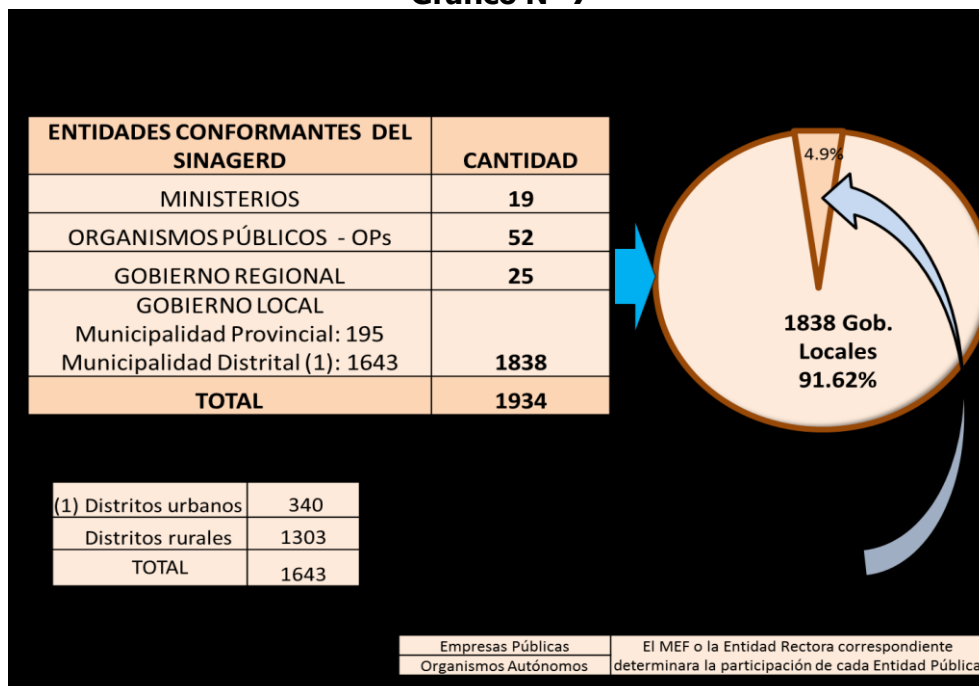 Gráfico N° 7
ENTIDADES CONFORMANTES DEL
SINAGERD
CANTIDAD
MINISTERIOS 19
ORGANISMOS PÚBLICOS - OPs 52
GOBIERNO REGIONAL 25
GOBIERNO LOCAL
Municipalidad Provincial: 195
Municipalidad Distrital (1): 1643 1838
TOTAL 1934
4.9%
1838 Gob.
Locales
91.62%
(1) Distritos urbanos 340
Distritos rurales 1303
TOTAL 1643
Empresas Públicas
Organismos Autónomos
El MEF o la Entidad Rectora correspondiente
determinara la participación de cada Entidad Pública